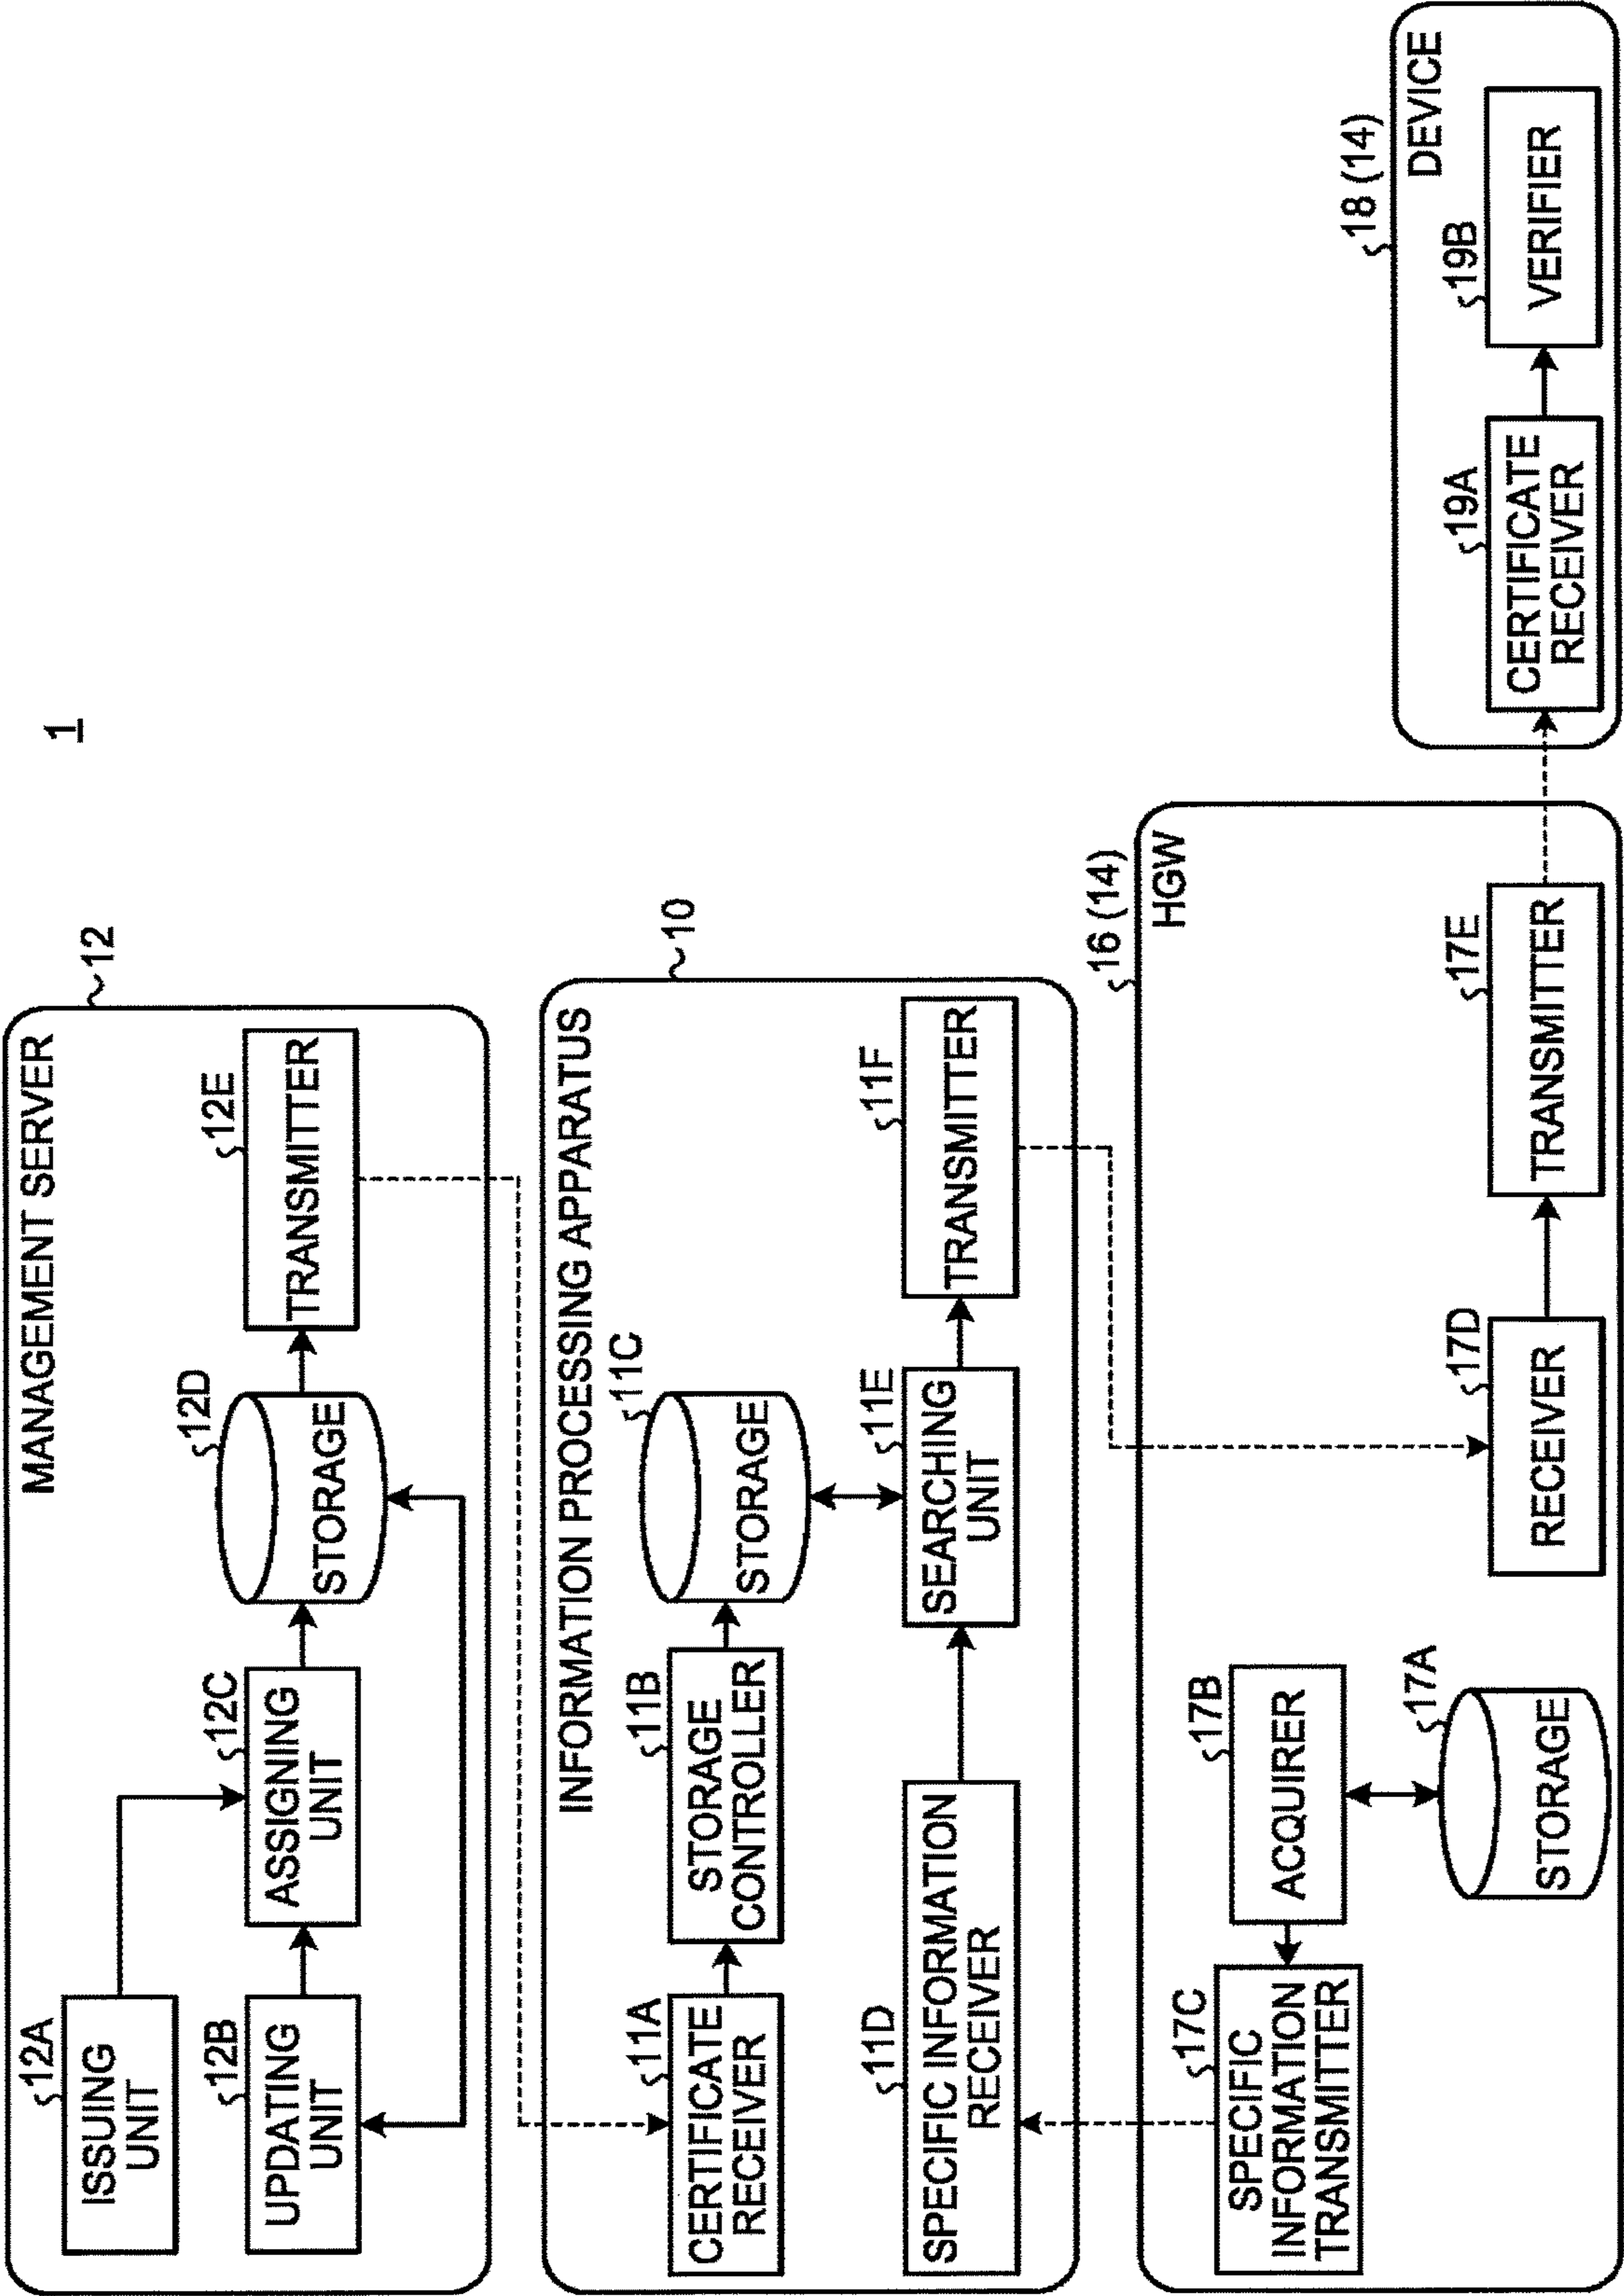 1
MANAGEMENT SERVER
12
12A
ISSUING
UNIT
12B
UPDATING
UNIT
12C
ASSIGNING
UNIT
12D
STORAGE
12E
TRANSMITTER
INFORMATION PROCESSING APPARATUS
10
11A
CERTIFICATE
RECEIVER
11B
STORAGE
CONTROLLER
11C
STORAGE
11D
SPECIFIC INFORMATION
RECEIVER
11E
SEARCHING
UNIT
11F
TRANSMITTER
16 (14)
HGW
17C
SPECIFIC
INFORMATION
TRANSMITTER
17B
ACQUIRER
17A
STORAGE
17D
RECEIVER
17E
TRANSMITTER
18 (14)
DEVICE
19A
CERTIFICATE
RECEIVER
19B
VERIFIER